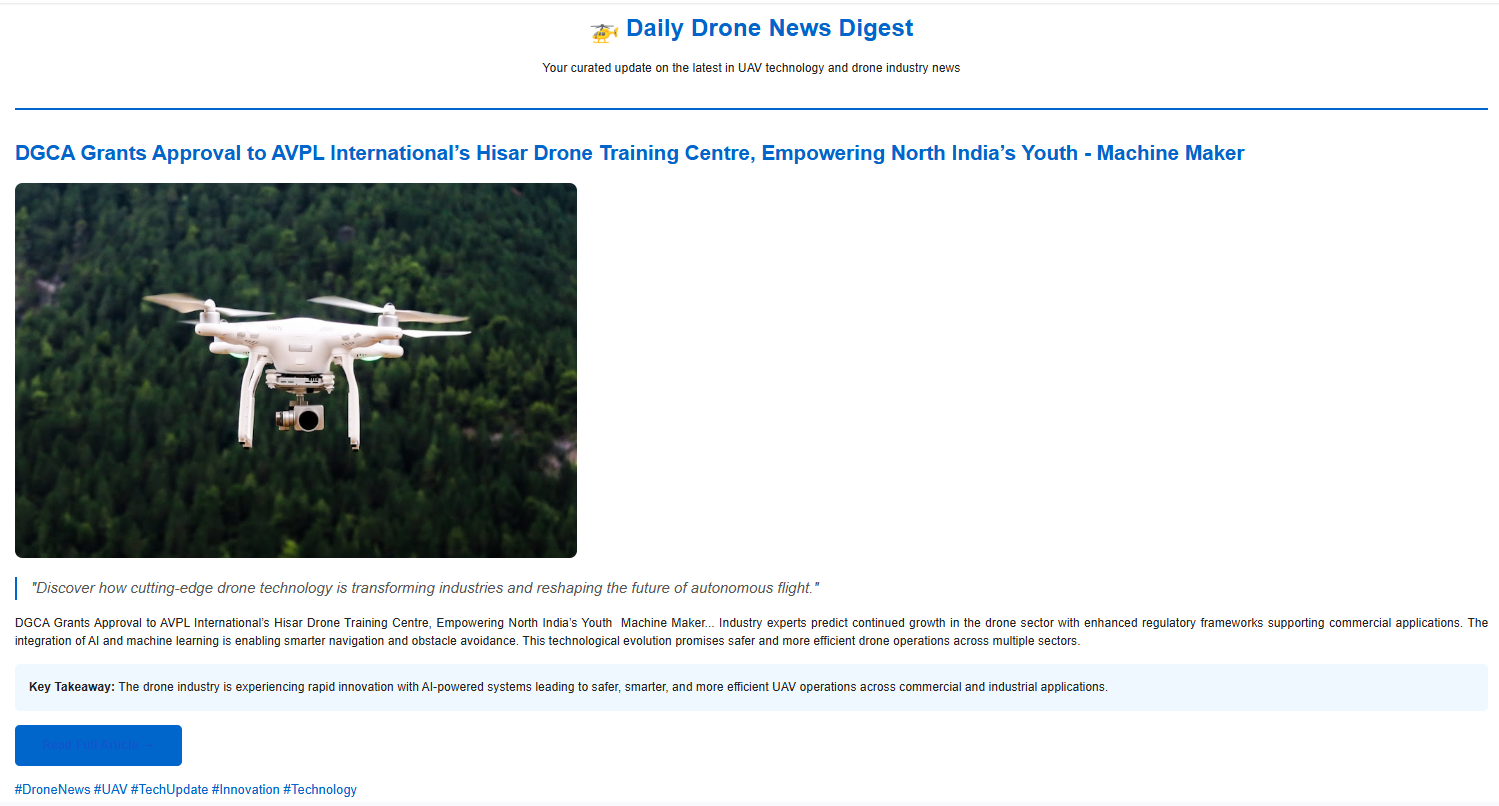 Daily Drone News Digest
Your curated update on the latest in UAV technology and drone industry news
DGCA Grants Approval to AVPL International’s Hisar Drone Training Centre, Empowering North India’s Youth - Machine Maker
"Discover how cutting-edge drone technology is transforming industries and reshaping the future of autonomous flight."
DGCA Grants Approval to AVPL International’s Hisar Drone Training Centre, Empowering North India’s Youth  Machine Maker... Industry experts predict continued growth in the drone sector with enhanced regulatory frameworks supporting commercial applications. The
integration of AI and machine learning is enabling smarter navigation and obstacle avoidance. This technological evolution promises safer and more efficient drone operations across multiple sectors.
Key Takeaway: The drone industry is experiencing rapid innovation with AI-powered systems leading to safer, smarter, and more efficient UAV operations across commercial and industrial applications.
Read Full Article →
#DroneNews #UAV #TechUpdate #Innovation #Technology